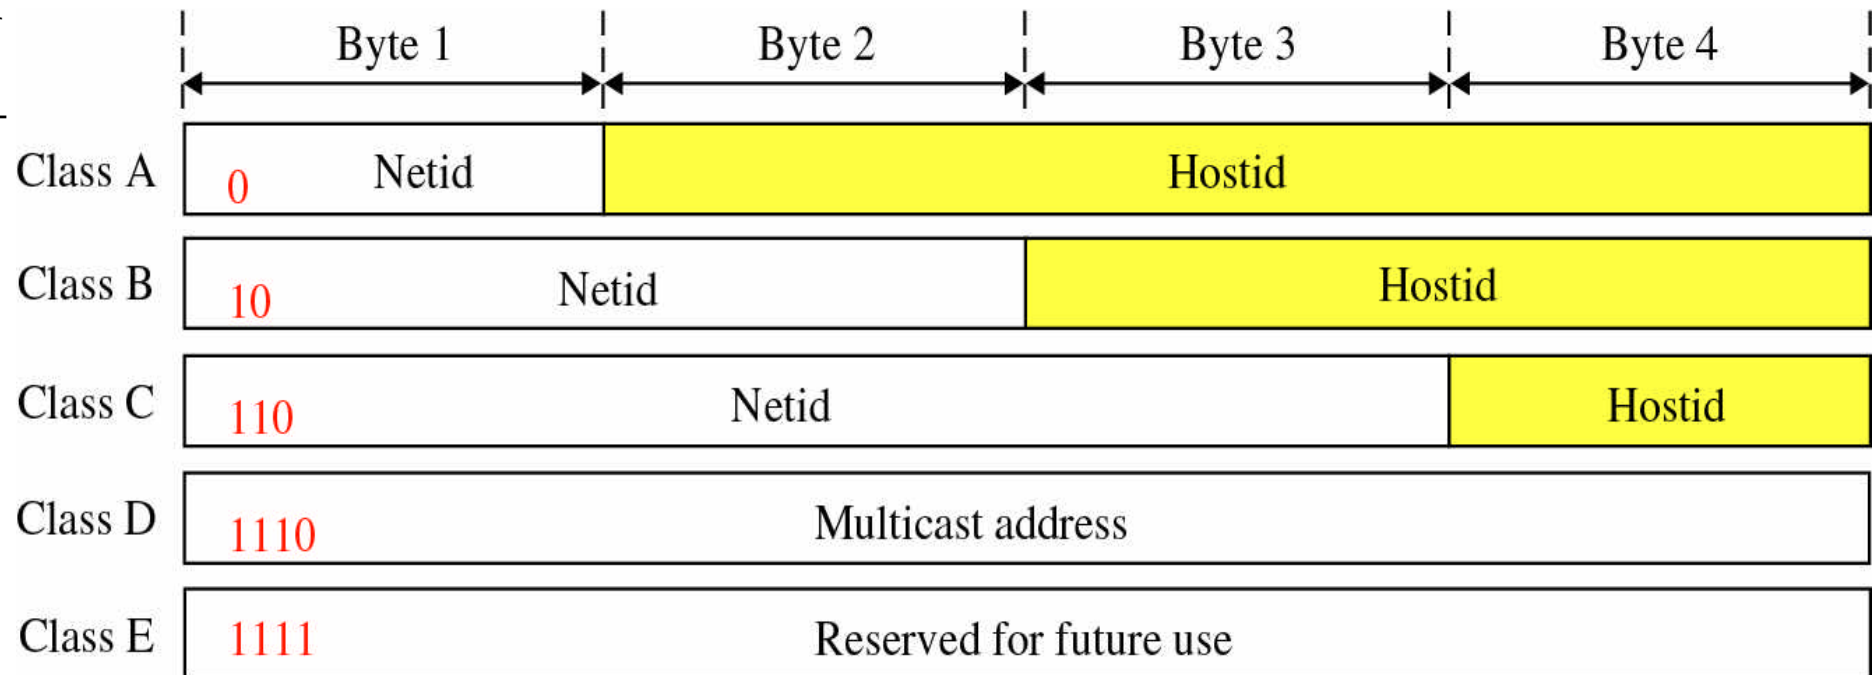 Byte 1 Byte 2 Byte 3 Byte 4
Class A 0 Netid Hostid
Class B 10 Netid Hostid
Class C 110 Netid Hostid
Class D 1110 Multicast address
Class E 1111 Reserved for future use